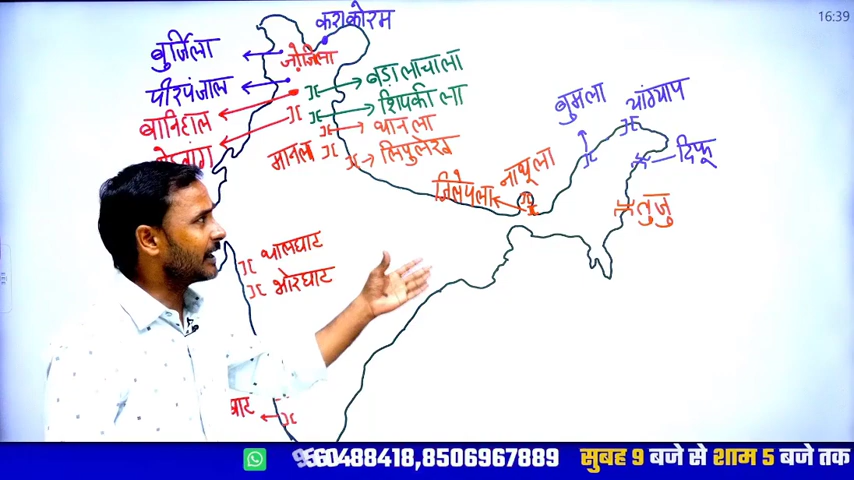 16:39
काराकोरम
बुर्जिला
जोजिला
पीरपंजाल
बड़ालाचाला
शिपकी ला
बानिहाल
थानला
मानला
लिपुलेख
जिलेपला
नाथूला
बुमला
यांग्याप
दिफू
तुजु
थालघाट
भोरघाट
घाट
60488418,8506967889
सुबह 9 बजे से शाम 5 बजे तक